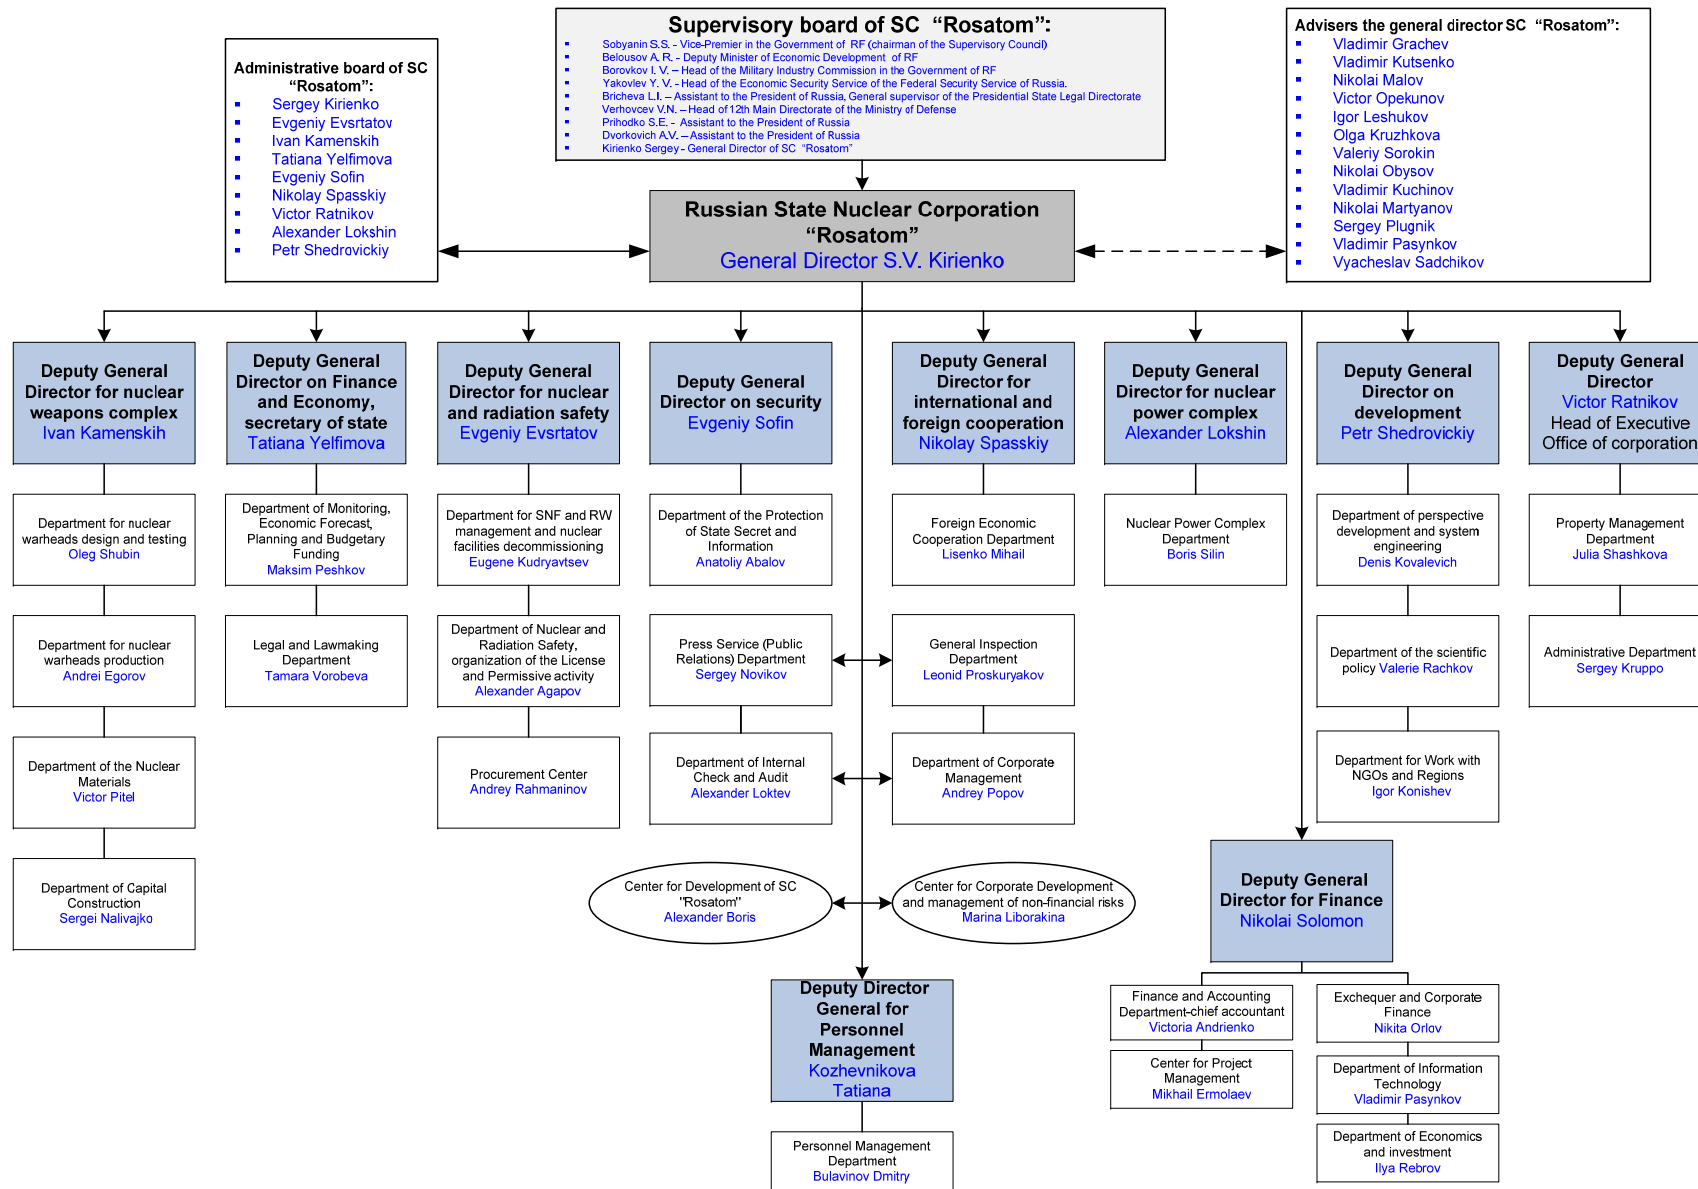 Supervisory board of SC "Rosatom":
Sobyanin S.S. - Vice-Premier in the Government of RF (chairman of the Supervisory Council)
Belousov A. R. - Deputy Minister of Economic Development of RF
Borovkov I. V. – Head of the Military Industry Commission in the Government of RF
Yakovlev Y. V. - Head of the Economic Security Service of the Federal Security Service of Russia.
Bricheva L.I. – Assistant to the President of Russia, General supervisor of the Presidential State Legal Directorate
Verhovcev V.N. – Head of 12th Main Directorate of the Ministry of Defense
Prihodko S.E. - Assistant to the President of Russia
Dvorkovich A.V. – Assistant to the President of Russia
Kirienko Sergey - General Director of SC "Rosatom"
Administrative board of SC
"Rosatom":
Sergey Kirienko
Evgeniy Evsrtatov
Ivan Kamenskih
Tatiana Yelfimova
Evgeniy Sofin
Nikolay Spasskiy
Victor Ratnikov
Alexander Lokshin
Petr Shedrovickiy
Advisers the general director SC "Rosatom":
Vladimir Grachev
Vladimir Kutsenko
Nikolai Malov
Victor Opekunov
Igor Leshukov
Olga Kruzhkova
Valeriy Sorokin
Nikolai Obysov
Vladimir Kuchinov
Nikolai Martyanov
Sergey Plugnik
Vladimir Pasynkov
Vyacheslav Sadchikov
Russian State Nuclear Corporation
"Rosatom"
General Director S.V. Kirienko
Deputy General
Director for nuclear
weapons complex
Ivan Kamenskih
Department for nuclear
warheads design and testing
Oleg Shubin
Department for nuclear
warheads production
Andrei Egorov
Department of the Nuclear
Materials
Victor Pitel
Department of Capital
Construction
Sergei Nalivajko
Deputy General
Director on Finance
and Economy,
secretary of state
Tatiana Yelfimova
Department of Monitoring,
Economic Forecast,
Planning and Budgetary
Funding
Maksim Peshkov
Legal and Lawmaking
Department
Tamara Vorobeva
Deputy General
Director for nuclear
and radiation safety
Evgeniy Evsrtatov
Department for SNF and RW
management and nuclear
facilities decommissioning
Eugene Kudryavtsev
Department of Nuclear and
Radiation Safety,
organization of the License
and Permissive activity
Alexander Agapov
Procurement Center
Andrey Rahmaninov
Deputy General
Director on security
Evgeniy Sofin
Department of the Protection
of State Secret and
Information
Anatoliy Abalov
Press Service (Public
Relations) Department
Sergey Novikov
Department of Internal
Check and Audit
Alexander Loktev
Center for Development of SC
"Rosatom"
Alexander Boris
Deputy General
Director for
international and
foreign cooperation
Nikolay Spasskiy
Foreign Economic
Cooperation Department
Lisenko Mihail
General Inspection
Department
Leonid Proskuryakov
Department of Corporate
Management
Andrey Popov
Center for Corporate Development
and management of non-financial risks
Marina Liborakina
Deputy Director
General for
Personnel
Management
Kozhevnikova
Tatiana
Personnel Management
Department
Bulavinov Dmitry
Deputy General
Director for nuclear
power complex
Alexander Lokshin
Nuclear Power Complex
Department
Boris Silin
Deputy General
Director on
development
Petr Shedrovickiy
Department of perspective
development and system
engineering
Denis Kovalevich
Department of the scientific
policy Valerie Rachkov
Department for Work with
NGOs and Regions
Igor Konishev
Deputy General
Director
Victor Ratnikov
Head of Executive
Office of corporation
Property Management
Department
Julia Shashkova
Administrative Department
Sergey Kruppo
Deputy General
Director for Finance
Nikolai Solomon
Finance and Accounting
Department-chief accountant
Victoria Andrienko
Center for Project
Management
Mikhail Ermolaev
Exchequer and Corporate
Finance
Nikita Orlov
Department of Information
Technology
Vladimir Pasynkov
Department of Economics
and investment
Ilya Rebrov